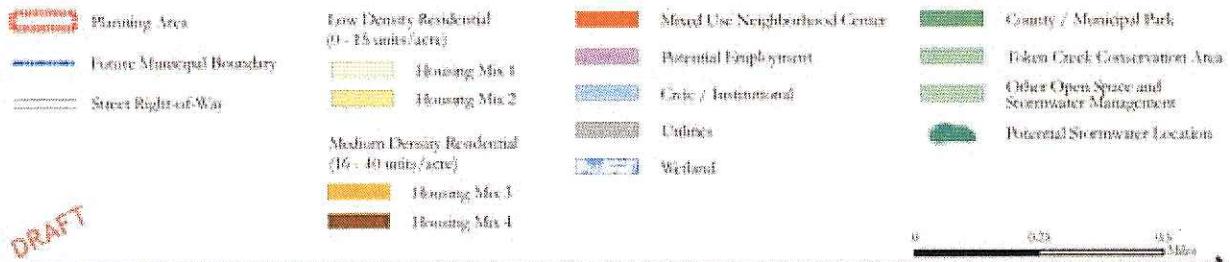 Planning Area
Future Municipal Boundary
Street Right-of-Way
Low Density Residential
(0 - 15 units/acre)
Housing Mix 1
Housing Mix 2
Medium Density Residential
(16 - 40 units/acre)
Housing Mix 3
Housing Mix 4
Mixed Use Neighborhood Center
Potential Employment
Civic / Institutional
Utilities
Wetland
County / Municipal Park
Token Creek Conservation Area
Other Open Space and
Stormwater Management
Potential Stormwater Location
DRAFT
0 0.25 0.5
Miles